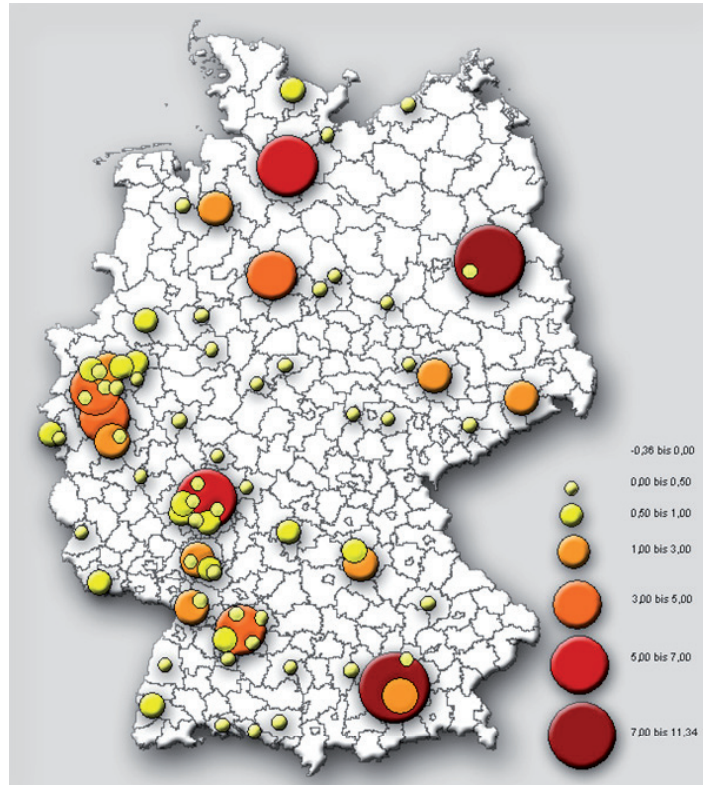 -0,36 bis 0,00
0,00 bis 0,50
0,50 bis 1,00
1,00 bis 3,00
3,00 bis 5,00
5,00 bis 7,00
7,00 bis 11,34